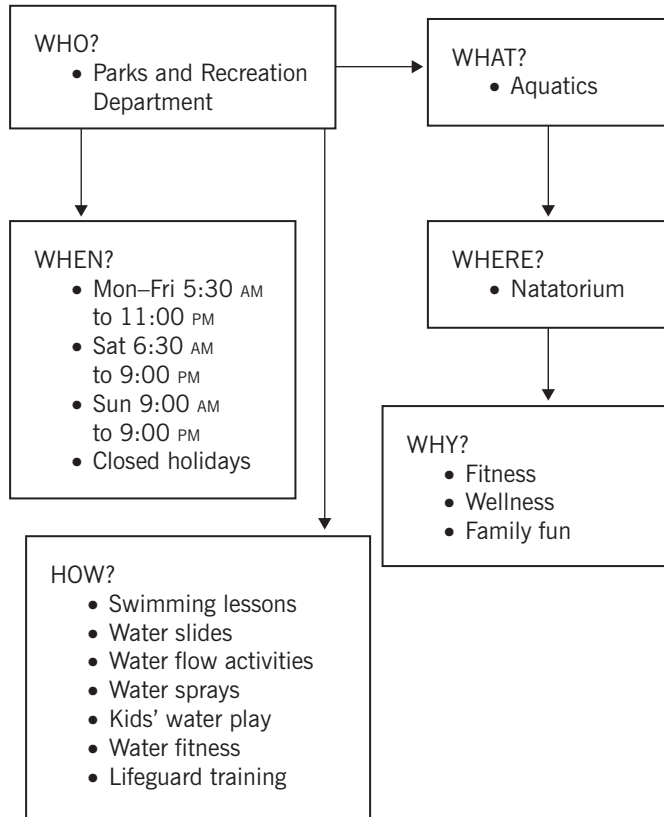 WHO?
• Parks and Recreation
Department
WHAT?
• Aquatics
WHEN?
• Mon–Fri 5:30 AM
to 11:00 PM
• Sat 6:30 AM
to 9:00 PM
• Sun 9:00 AM
to 9:00 PM
• Closed holidays
WHERE?
• Natatorium
WHY?
• Fitness
• Wellness
• Family fun
HOW?
• Swimming lessons
• Water slides
• Water flow activities
• Water sprays
• Kids’ water play
• Water fitness
• Lifeguard training